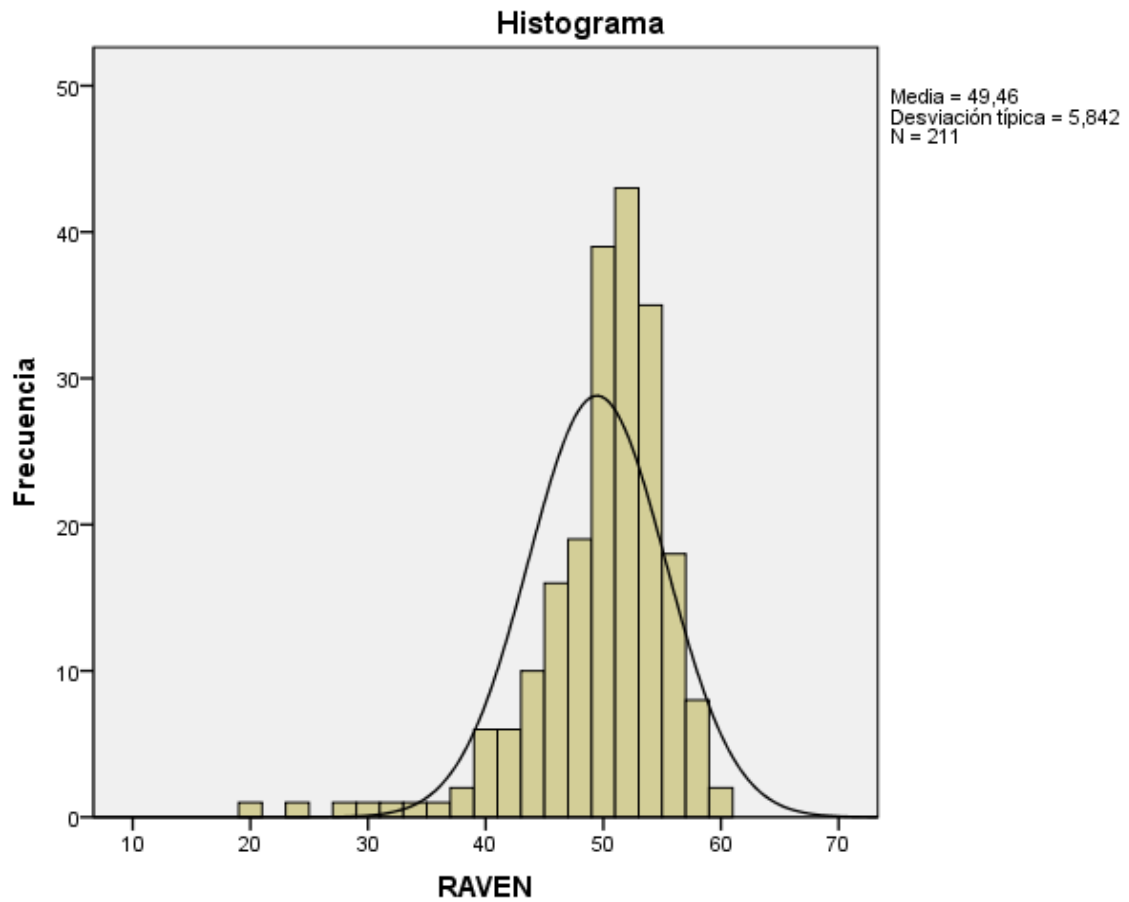 Histograma
Media = 49,46
Desviación típica = 5,842
N = 211
50
40
30
20
10
0
Frecuencia
10 20 30 40 50 60 70
RAVEN